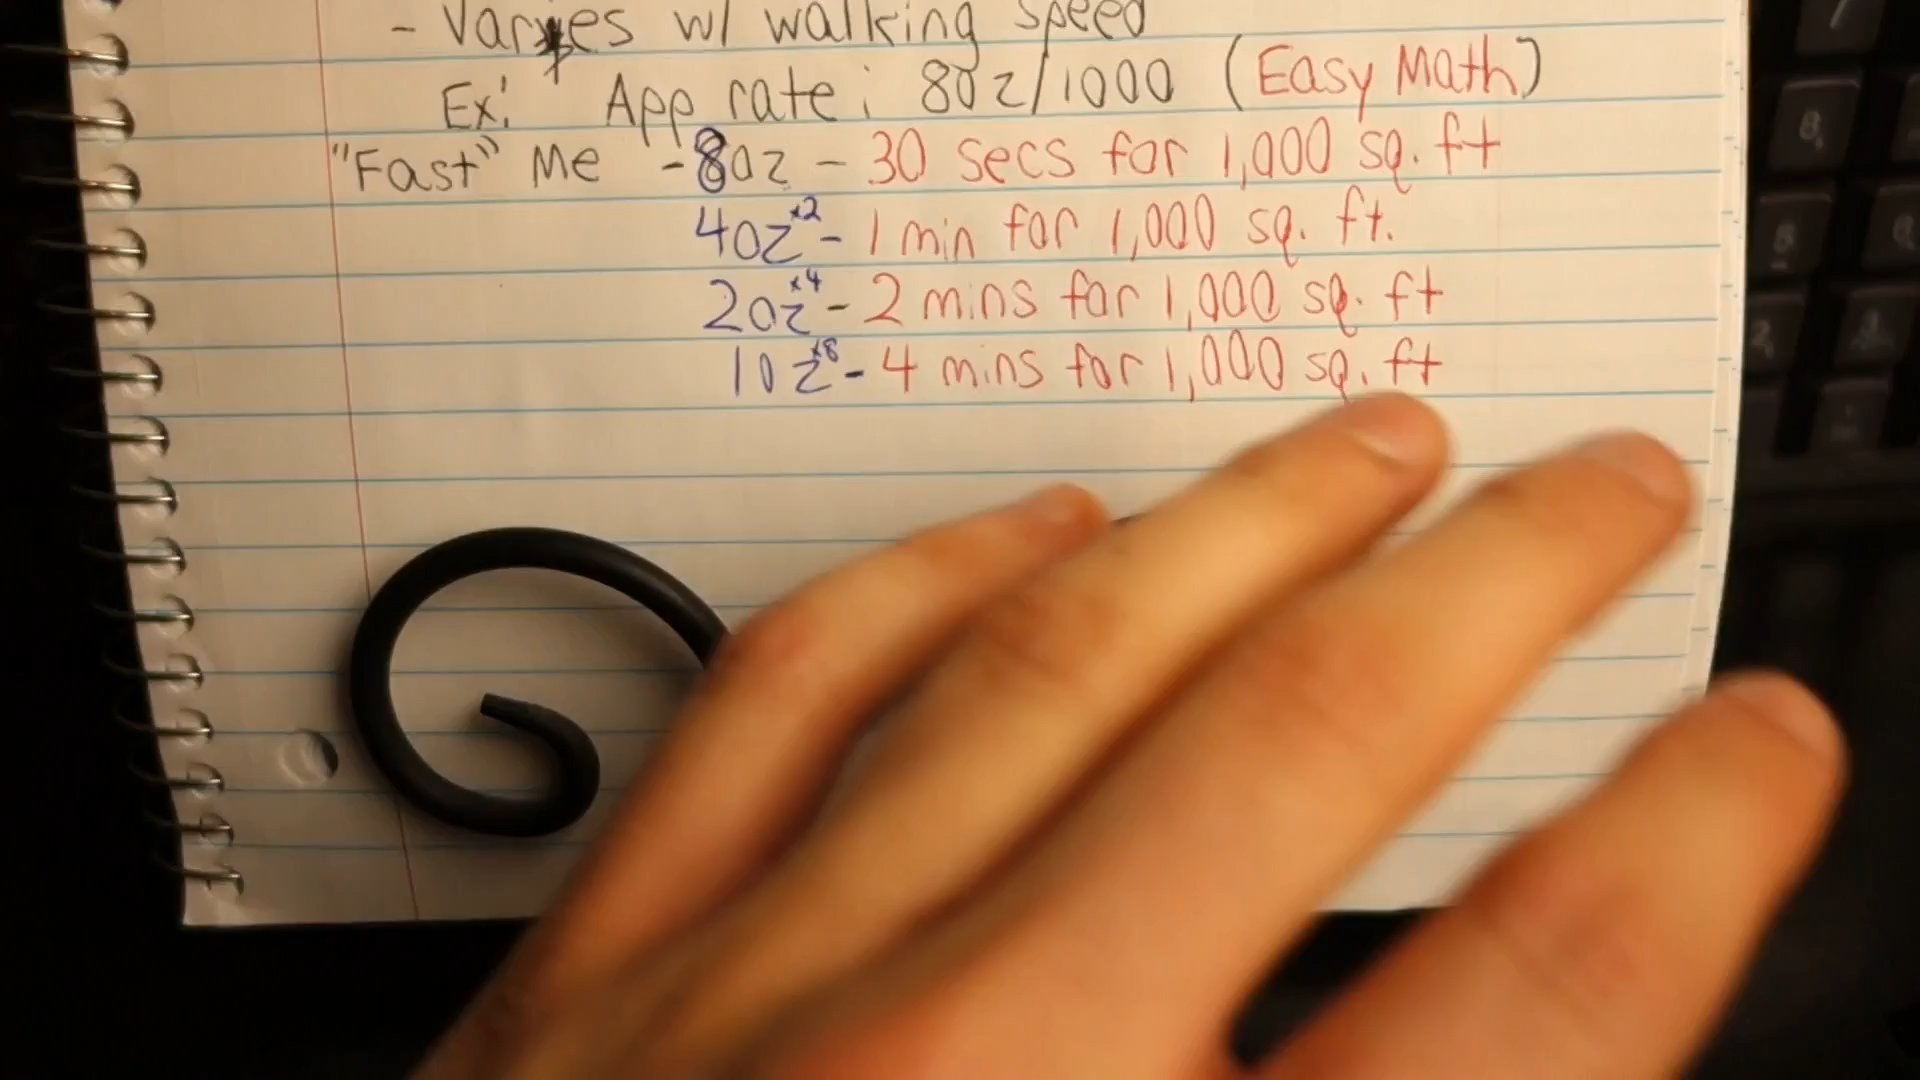 - Varyes w/ walking speed
Ex: App rate: 8oz/1000 (Easy Math)
"Fast" Me - 8oz - 30 secs for 1,000 sq. ft
4oz x2 - 1 min for 1,000 sq. ft.
2oz x4 - 2 mins for 1,000 sq. ft
1oz x8 - 4 mins for 1,000 sq. ft